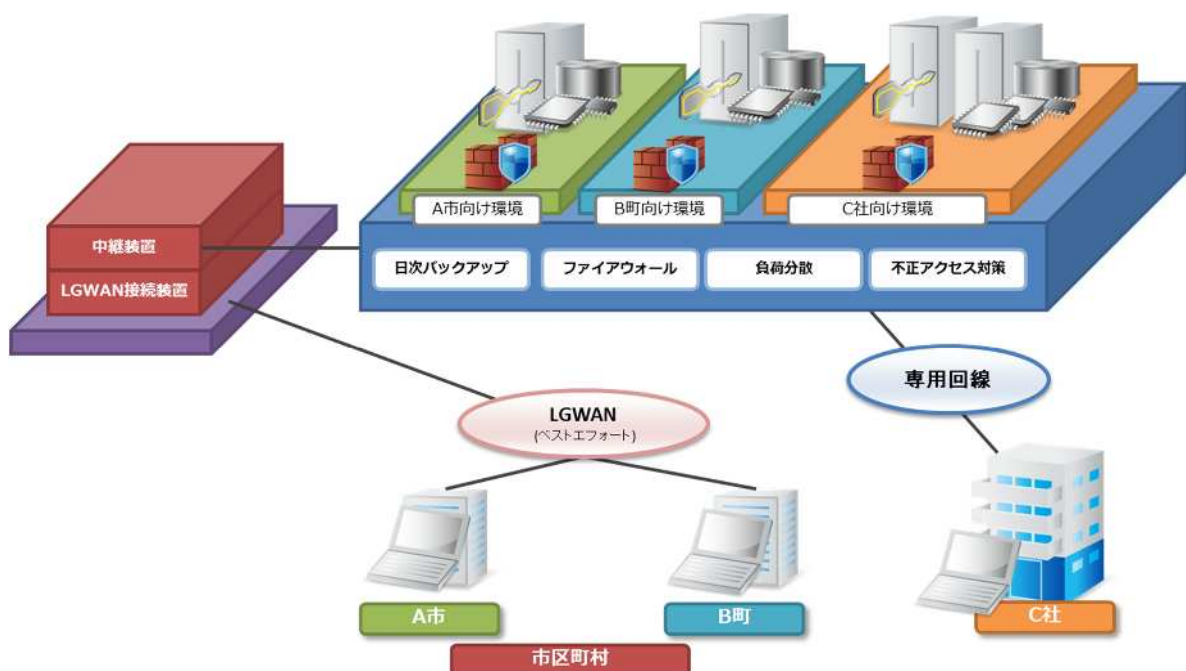 A市向け環境
B町向け環境
C社向け環境
中継装置
LGWAN接続装置
日次バックアップ
ファイアウォール
負荷分散
不正アクセス対策
専用回線
LGWAN
(ベストエフォート)
A市
B町
C社
市区町村